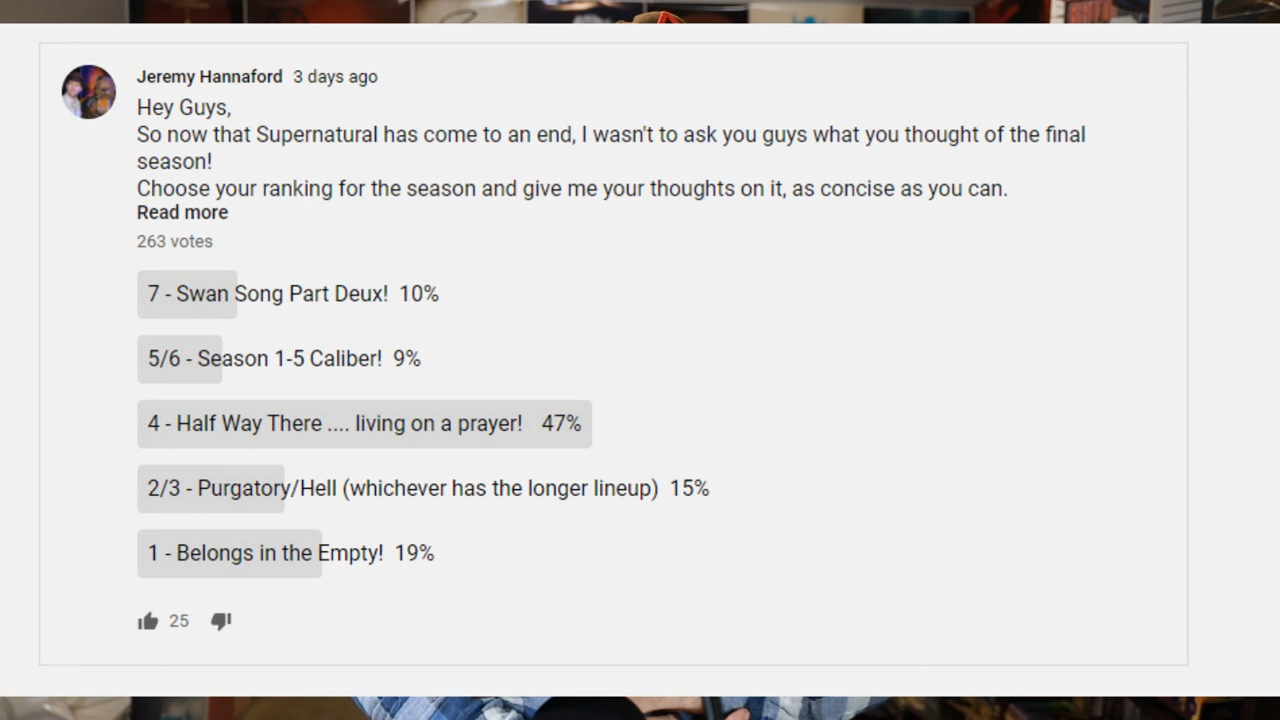 Jeremy Hannaford 3 days ago
Hey Guys,
So now that Supernatural has come to an end, I wasn't to ask you guys what you thought of the final
season!
Choose your ranking for the season and give me your thoughts on it, as concise as you can.
Read more
263 votes
7 - Swan Song Part Deux! 10%
5/6 - Season 1-5 Caliber! 9%
4 - Half Way There .... living on a prayer! 47%
2/3 - Purgatory/Hell (whichever has the longer lineup) 15%
1 - Belongs in the Empty! 19%
25